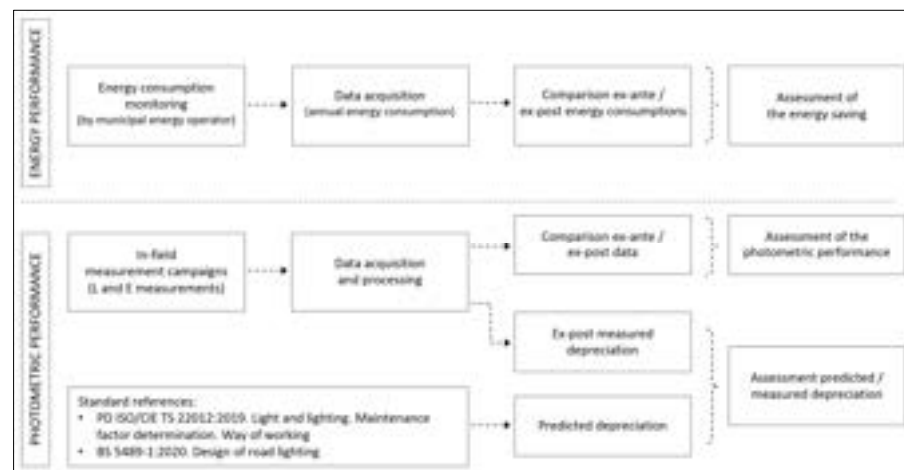 ENERGY PERFORMANCE
Energy consumption
monitoring
(by municipal energy operator)
Data acquisition
(annual energy consumption)
Comparison ex-ante /
ex-post energy consumptions
Assessment of
the energy saving
PHOTOMETRIC PERFORMANCE
In-field
measurement campaigns
(L and E measurements)
Data acquisition
and processing
Comparison ex-ante /
ex-post data
Assessment of the
photometric performance
Ex-post measured
depreciation
Standard references:
• PD ISO/CIE TS 22012:2019. Light and lighting. Maintenance
factor determination. Way of working
• BS 5489-1:2020. Design of road lighting
Predicted depreciation
Assessment predicted /
measured depreciation